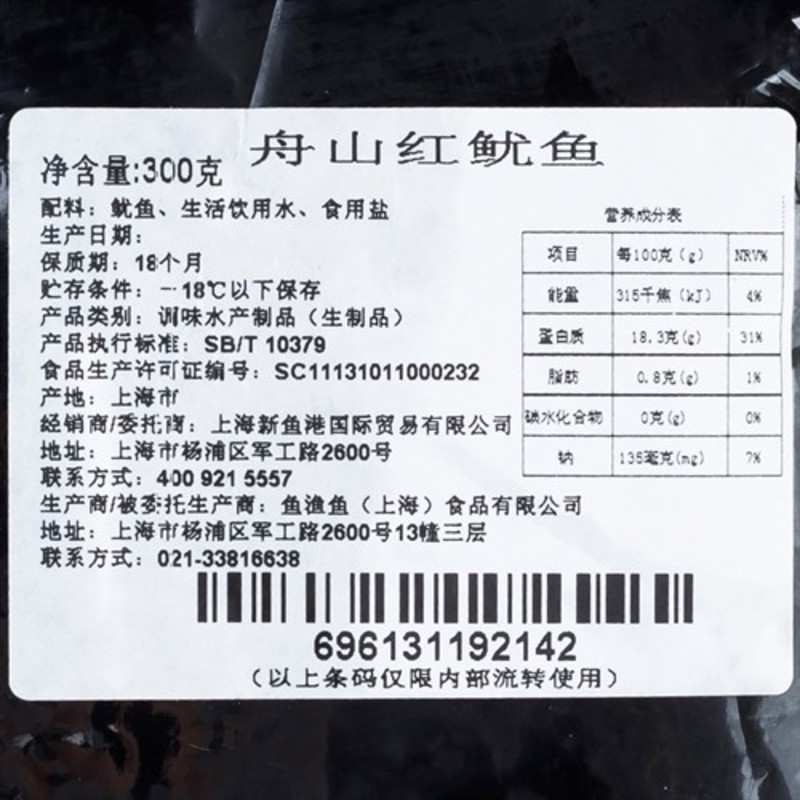 舟山红鱿鱼
净含量:300克
配料：鱿鱼、生活饮用水、食用盐
生产日期：
保质期：18个月
贮存条件：－18℃以下保存
产品类别：调味水产制品（生制品）
产品执行标准：SB/T 10379
食品生产许可证编号：SC11131011000232
产地：上海市
经销商/委托商：上海新鱼港国际贸易有限公司
地址：上海市杨浦区军工路2600号
联系方式：400 921 5557
生产商/被委托生产商：鱼渔鱼（上海）食品有限公司
地址：上海市杨浦区军工路2600号13幢三层
联系方式：021-33816638
营养成分表
项目 每100克（g） NRV%
能量 315千焦（kJ） 4%
蛋白质 18.3克(g) 31%
脂肪 0.8克(g) 1%
碳水化合物 0克(g) 0%
钠 135毫克(mg) 7%
696131192142
（以上条码仅限内部流转使用）